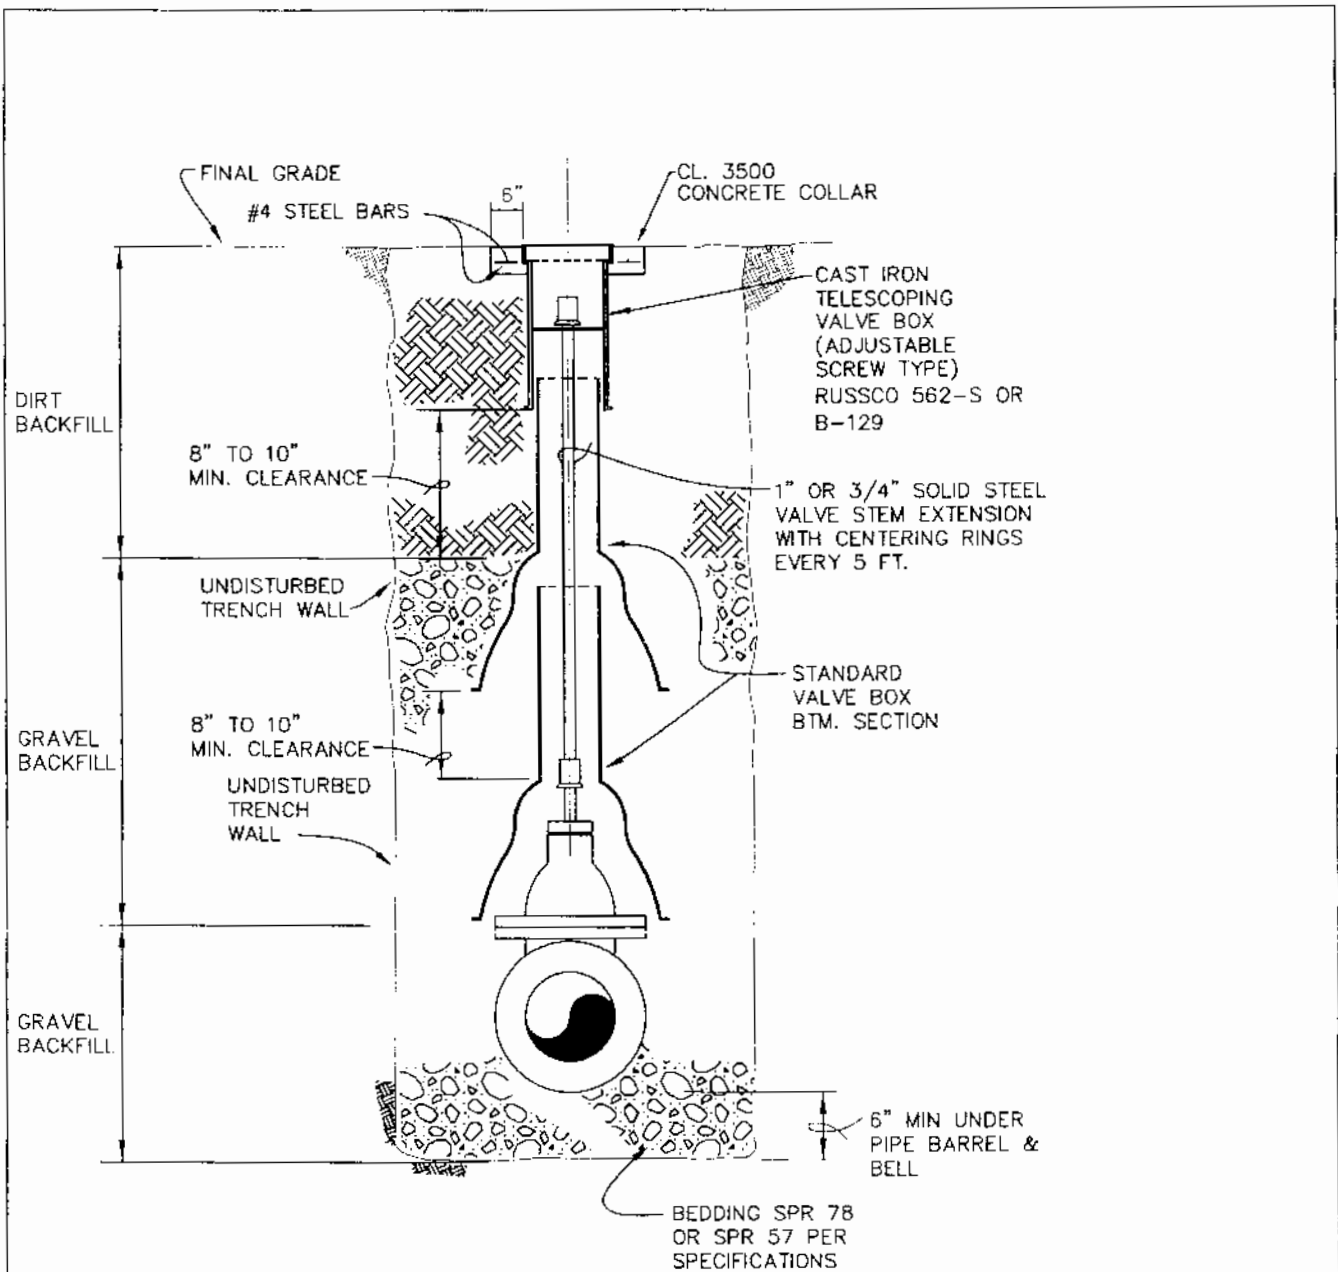 FINAL GRADE
#4 STEEL BARS
6"
CL. 3500
CONCRETE COLLAR
CAST IRON
TELESCOPING
VALVE BOX
(ADJUSTABLE
SCREW TYPE)
RUSSCO 562-S OR
B-129
DIRT
BACKFILL
8" TO 10"
MIN. CLEARANCE
1" OR 3/4" SOLID STEEL
VALVE STEM EXTENSION
WITH CENTERING RINGS
EVERY 5 FT.
UNDISTURBED
TRENCH WALL
STANDARD
VALVE BOX
BTM. SECTION
8" TO 10"
MIN. CLEARANCE
GRAVEL
BACKFILL
UNDISTURBED
TRENCH
WALL
GRAVEL
BACKFILL
6" MIN UNDER
PIPE BARREL &
BELL
BEDDING SPR 78
OR SPR 57 PER
SPECIFICATIONS